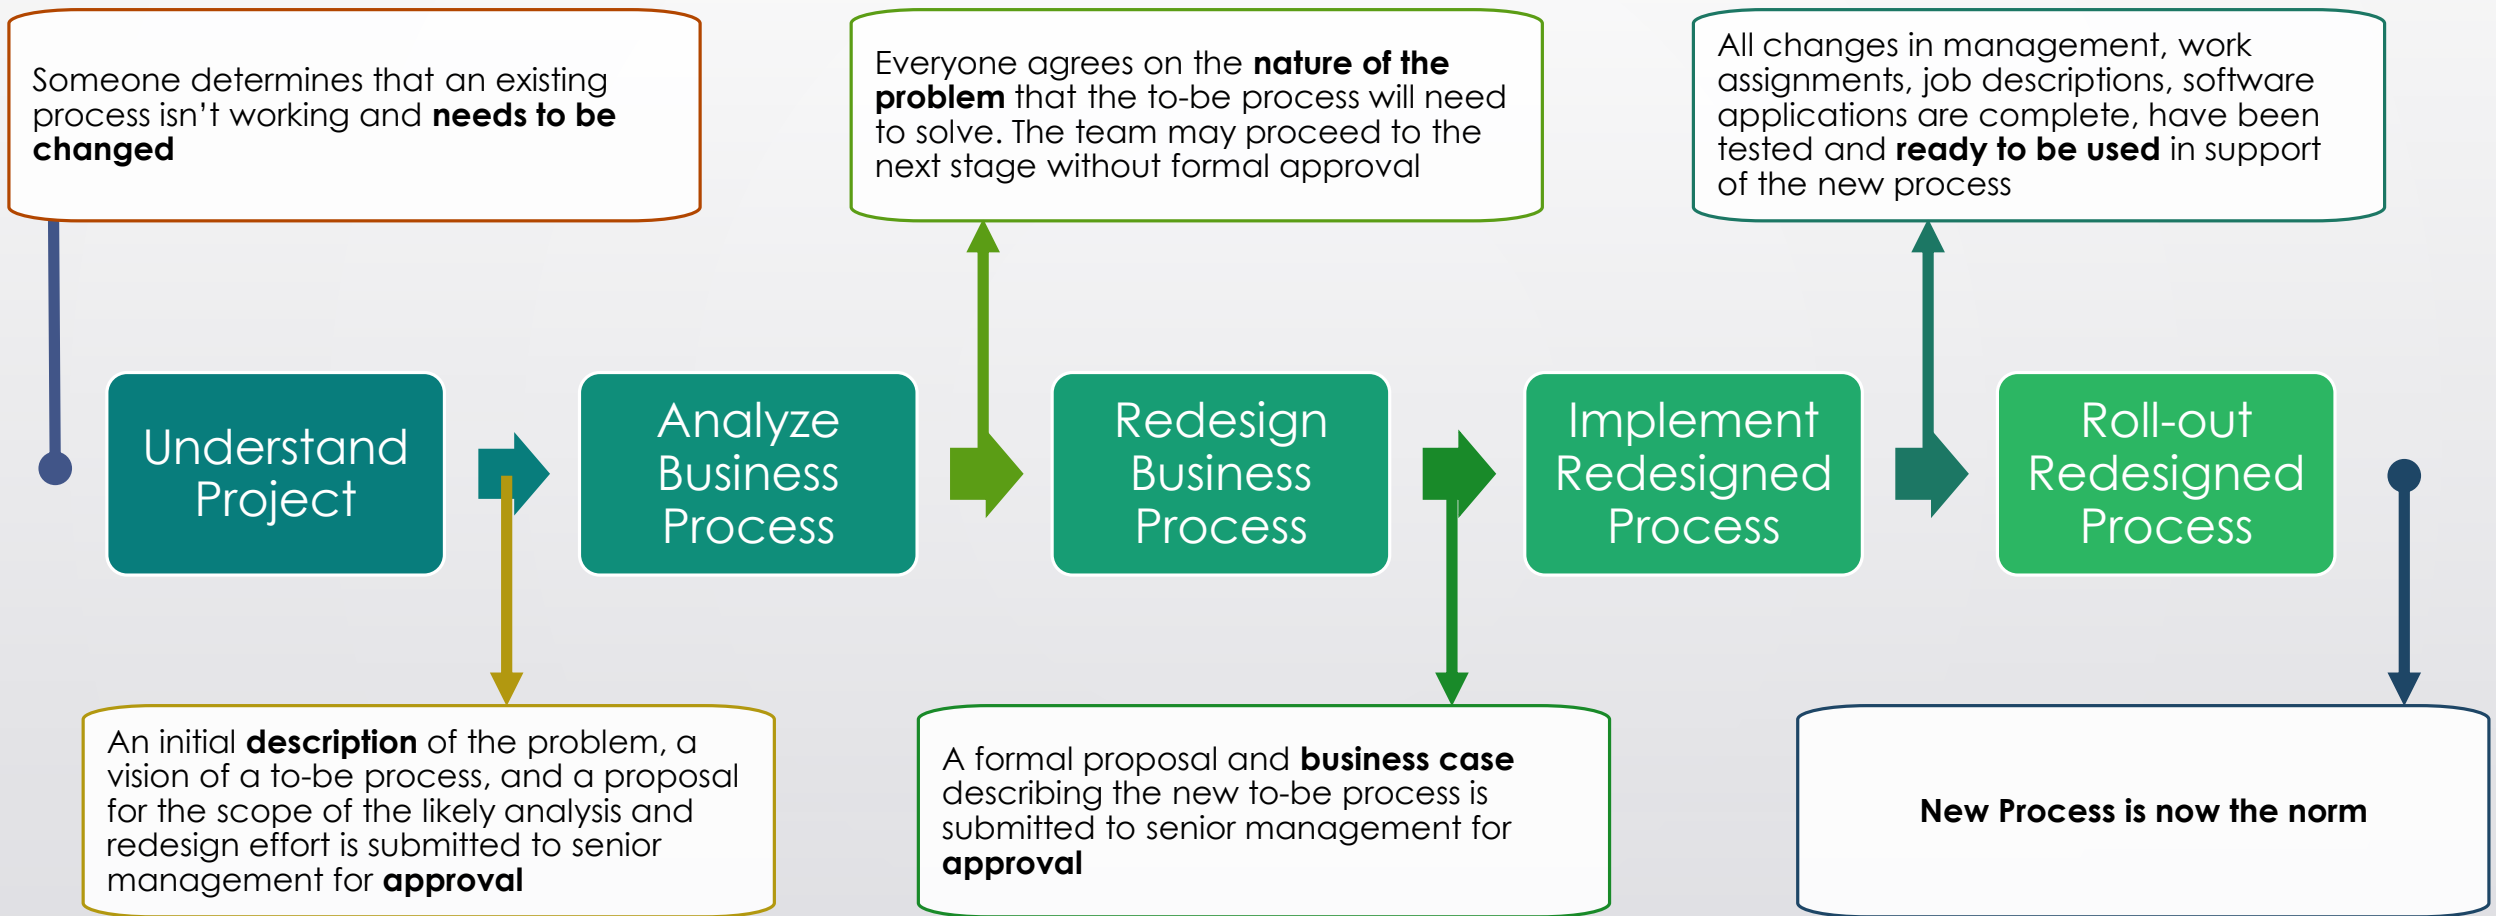 Someone determines that an existing
process isn’t working and needs to be
changed
Everyone agrees on the nature of the
problem that the to-be process will need
to solve. The team may proceed to the
next stage without formal approval
All changes in management, work
assignments, job descriptions, software
applications are complete, have been
tested and ready to be used in support
of the new process
Understand
Project
Analyze
Business
Process
Redesign
Business
Process
Implement
Redesigned
Process
Roll-out
Redesigned
Process
An initial description of the problem, a
vision of a to-be process, and a proposal
for the scope of the likely analysis and
redesign effort is submitted to senior
management for approval
A formal proposal and business case
describing the new to-be process is
submitted to senior management for
approval
New Process is now the norm